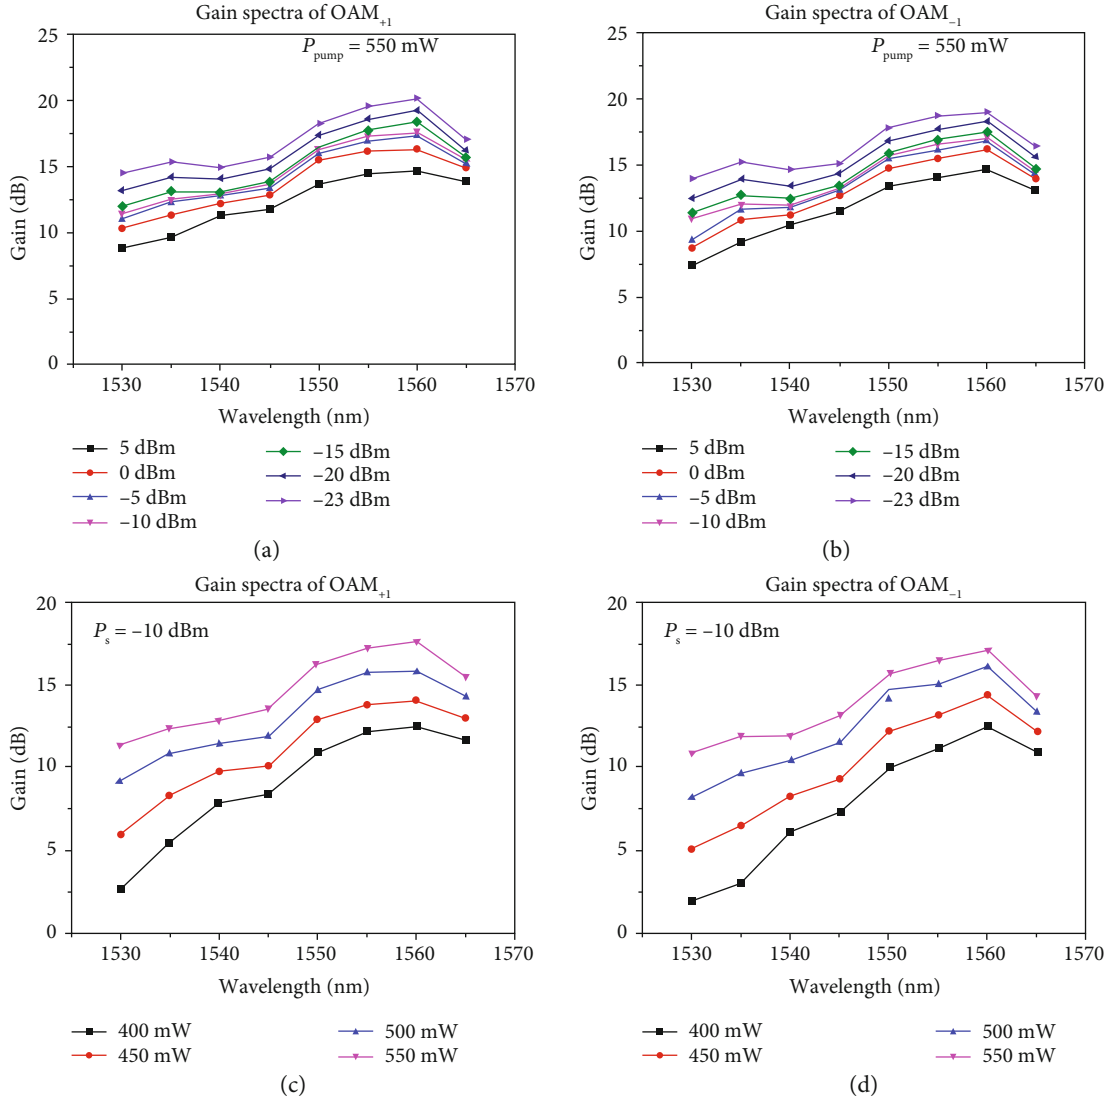 Gain spectra of OAM₊₁
P_pump = 550 mW
25
20
15
10
5
0
Gain (dB)
1530 1540 1550 1560 1570
Wavelength (nm)
5 dBm
0 dBm
–5 dBm
–10 dBm
–15 dBm
–20 dBm
–23 dBm
(a)
Gain spectra of OAM₋₁
P_pump = 550 mW
25
20
15
10
5
0
Gain (dB)
1530 1540 1550 1560 1570
Wavelength (nm)
5 dBm
0 dBm
–5 dBm
–10 dBm
–15 dBm
–20 dBm
–23 dBm
(b)
Gain spectra of OAM₊₁
P_s = –10 dBm
20
15
10
5
0
Gain (dB)
1530 1540 1550 1560 1570
Wavelength (nm)
400 mW
450 mW
500 mW
550 mW
(c)
Gain spectra of OAM₋₁
P_s = –10 dBm
20
15
10
5
0
Gain (dB)
1530 1540 1550 1560 1570
Wavelength (nm)
400 mW
450 mW
500 mW
550 mW
(d)